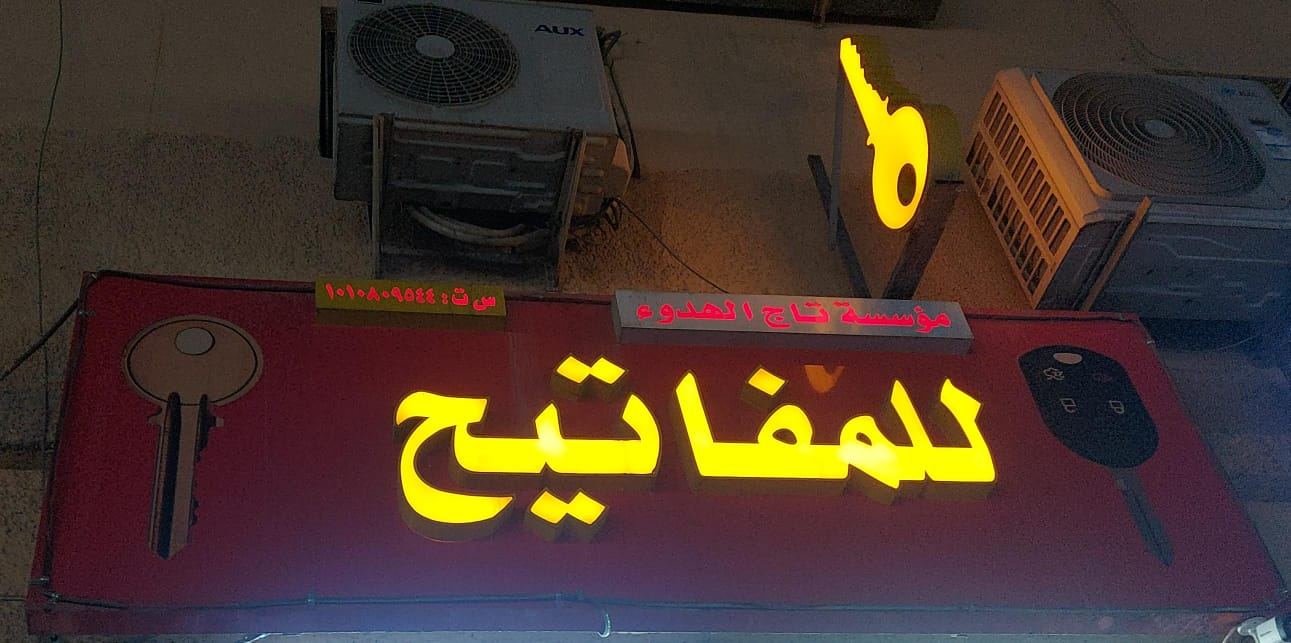 AUX
مؤسسة تاج الهدوء
س ت: ١٠١٠٨٠٩٥٤٤
للمفاتيح